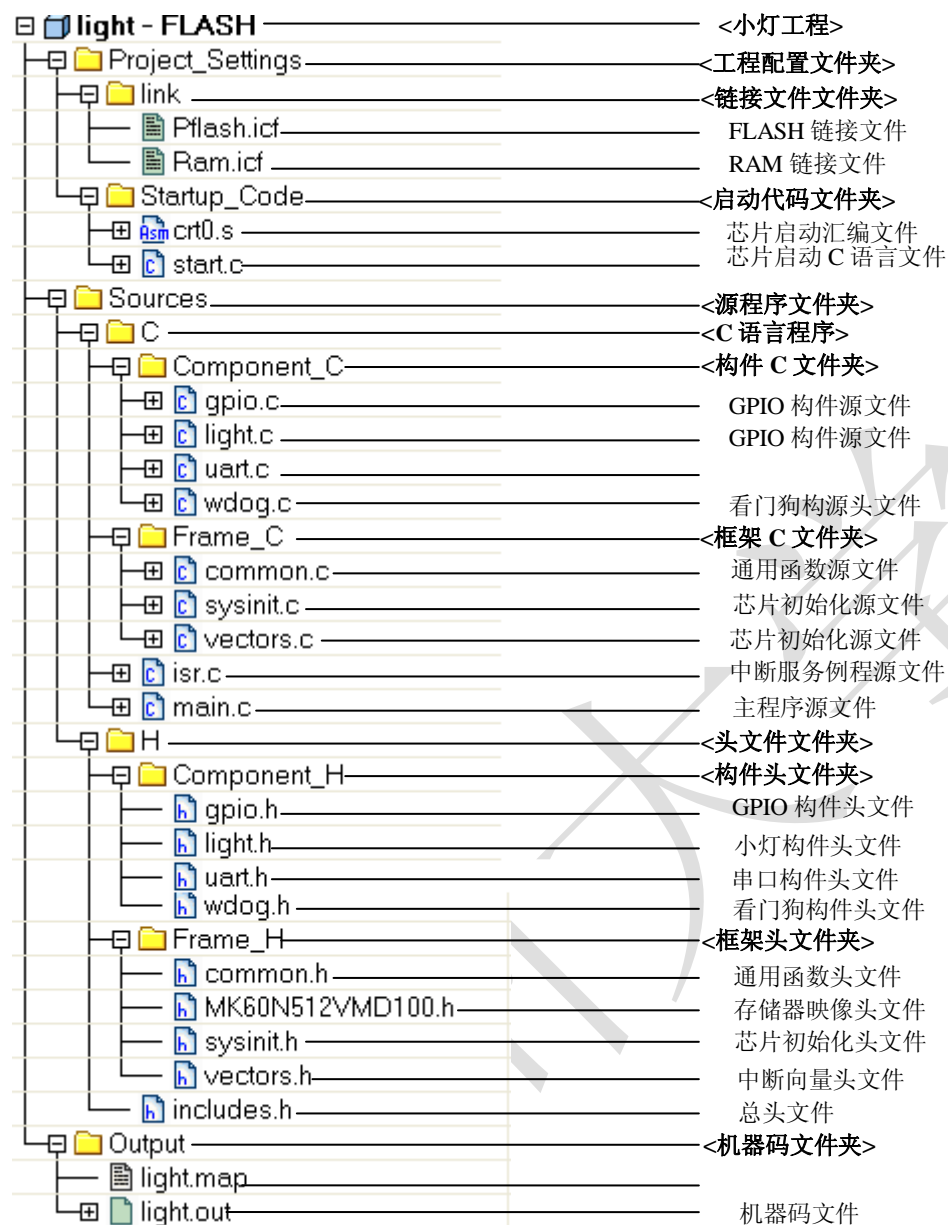 light - FLASH <小灯工程>
Project_Settings <工程配置文件夹>
link <链接文件文件夹>
Pflash.icf FLASH 链接文件
Ram.icf RAM 链接文件
Startup_Code <启动代码文件夹>
Asm crt0.s 芯片启动汇编文件
c start.c 芯片启动 C 语言文件
Sources <源程序文件夹>
C <C 语言程序>
Component_C <构件 C 文件夹>
c gpio.c GPIO 构件源文件
c light.c GPIO 构件源文件
c uart.c
c wdog.c 看门狗构源头文件
Frame_C <框架 C 文件夹>
c common.c 通用函数源文件
c sysinit.c 芯片初始化源文件
c vectors.c 芯片初始化源文件
c isr.c 中断服务例程源文件
c main.c 主程序源文件
H <头文件文件夹>
Component_H <构件头文件夹>
h gpio.h GPIO 构件头文件
h light.h 小灯构件头文件
h uart.h 串口构件头文件
h wdog.h 看门狗构件头文件
Frame_H <框架头文件夹>
h common.h 通用函数头文件
h MK60N512VMD100.h 存储器映像头文件
h sysinit.h 芯片初始化头文件
h vectors.h 中断向量头文件
h includes.h 总头文件
Output <机器码文件夹>
light.map
light.out 机器码文件